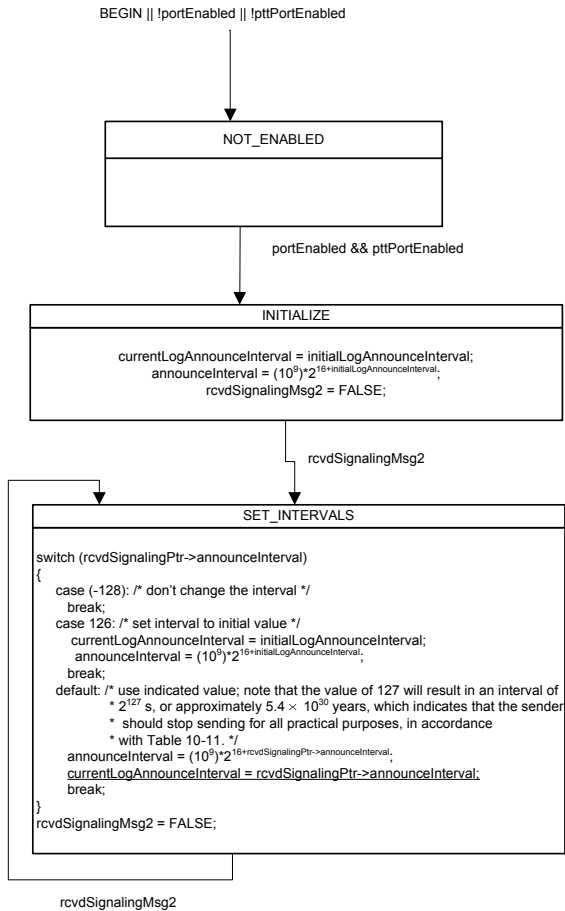 BEGIN || !portEnabled || !pttPortEnabled
NOT_ENABLED
portEnabled && pttPortEnabled
INITIALIZE
currentLogAnnounceInterval = initialLogAnnounceInterval;
announceInterval = (10⁹)*2^16+initialLogAnnounceInterval;
rcvdSignalingMsg2 = FALSE;
rcvdSignalingMsg2
SET_INTERVALS
switch (rcvdSignalingPtr->announceInterval)
{
case (-128): /* don't change the interval */
break;
case 126: /* set interval to initial value */
currentLogAnnounceInterval = initialLogAnnounceInterval;
announceInterval = (10⁹)*2^16+initialLogAnnounceInterval;
break;
default: /* use indicated value; note that the value of 127 will result in an interval of
* 2¹²⁷ s, or approximately 5.4 × 10³⁰ years, which indicates that the sender
* should stop sending for all practical purposes, in accordance
* with Table 10-11. */
announceInterval = (10⁹)*2^16+rcvdSignalingPtr->announceInterval;
currentLogAnnounceInterval = rcvdSignalingPtr->announceInterval;
break;
}
rcvdSignalingMsg2 = FALSE;
rcvdSignalingMsg2